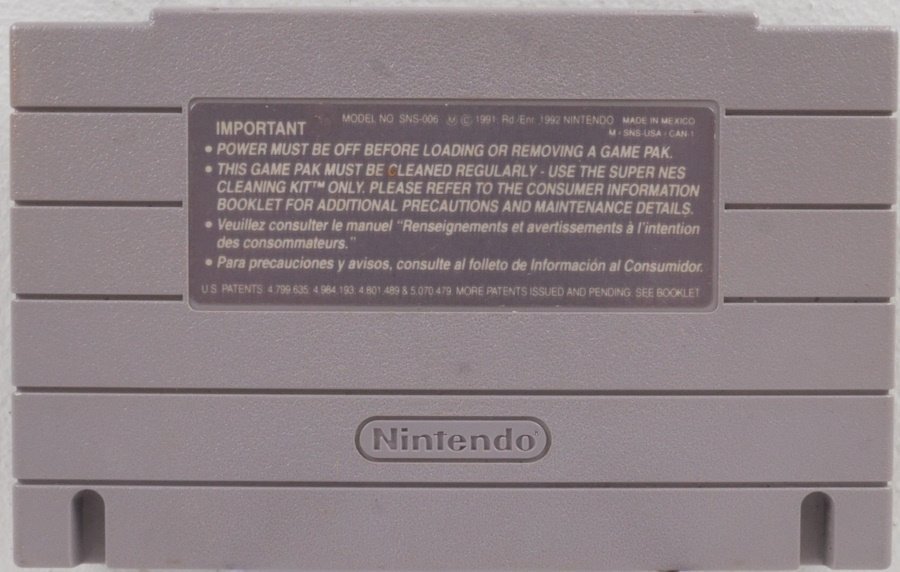 MODEL NO SNS-006 Ⓜ © 1991 Rd/Enr. 1992 NINTENDO MADE IN MEXICO
M - SNS-USA - CAN-1
IMPORTANT
• POWER MUST BE OFF BEFORE LOADING OR REMOVING A GAME PAK.
• THIS GAME PAK MUST BE CLEANED REGULARLY - USE THE SUPER NES
CLEANING KIT™ ONLY. PLEASE REFER TO THE CONSUMER INFORMATION
BOOKLET FOR ADDITIONAL PRECAUTIONS AND MAINTENANCE DETAILS.
• Veuillez consulter le manuel "Renseignements et avertissements à l'intention
des consommateurs."
• Para precauciones y avisos, consulte al folleto de Información al Consumidor.
U.S. PATENTS 4,799,635; 4,984,193; 4,801,489 & 5,070,479. MORE PATENTS ISSUED AND PENDING. SEE BOOKLET
Nintendo®